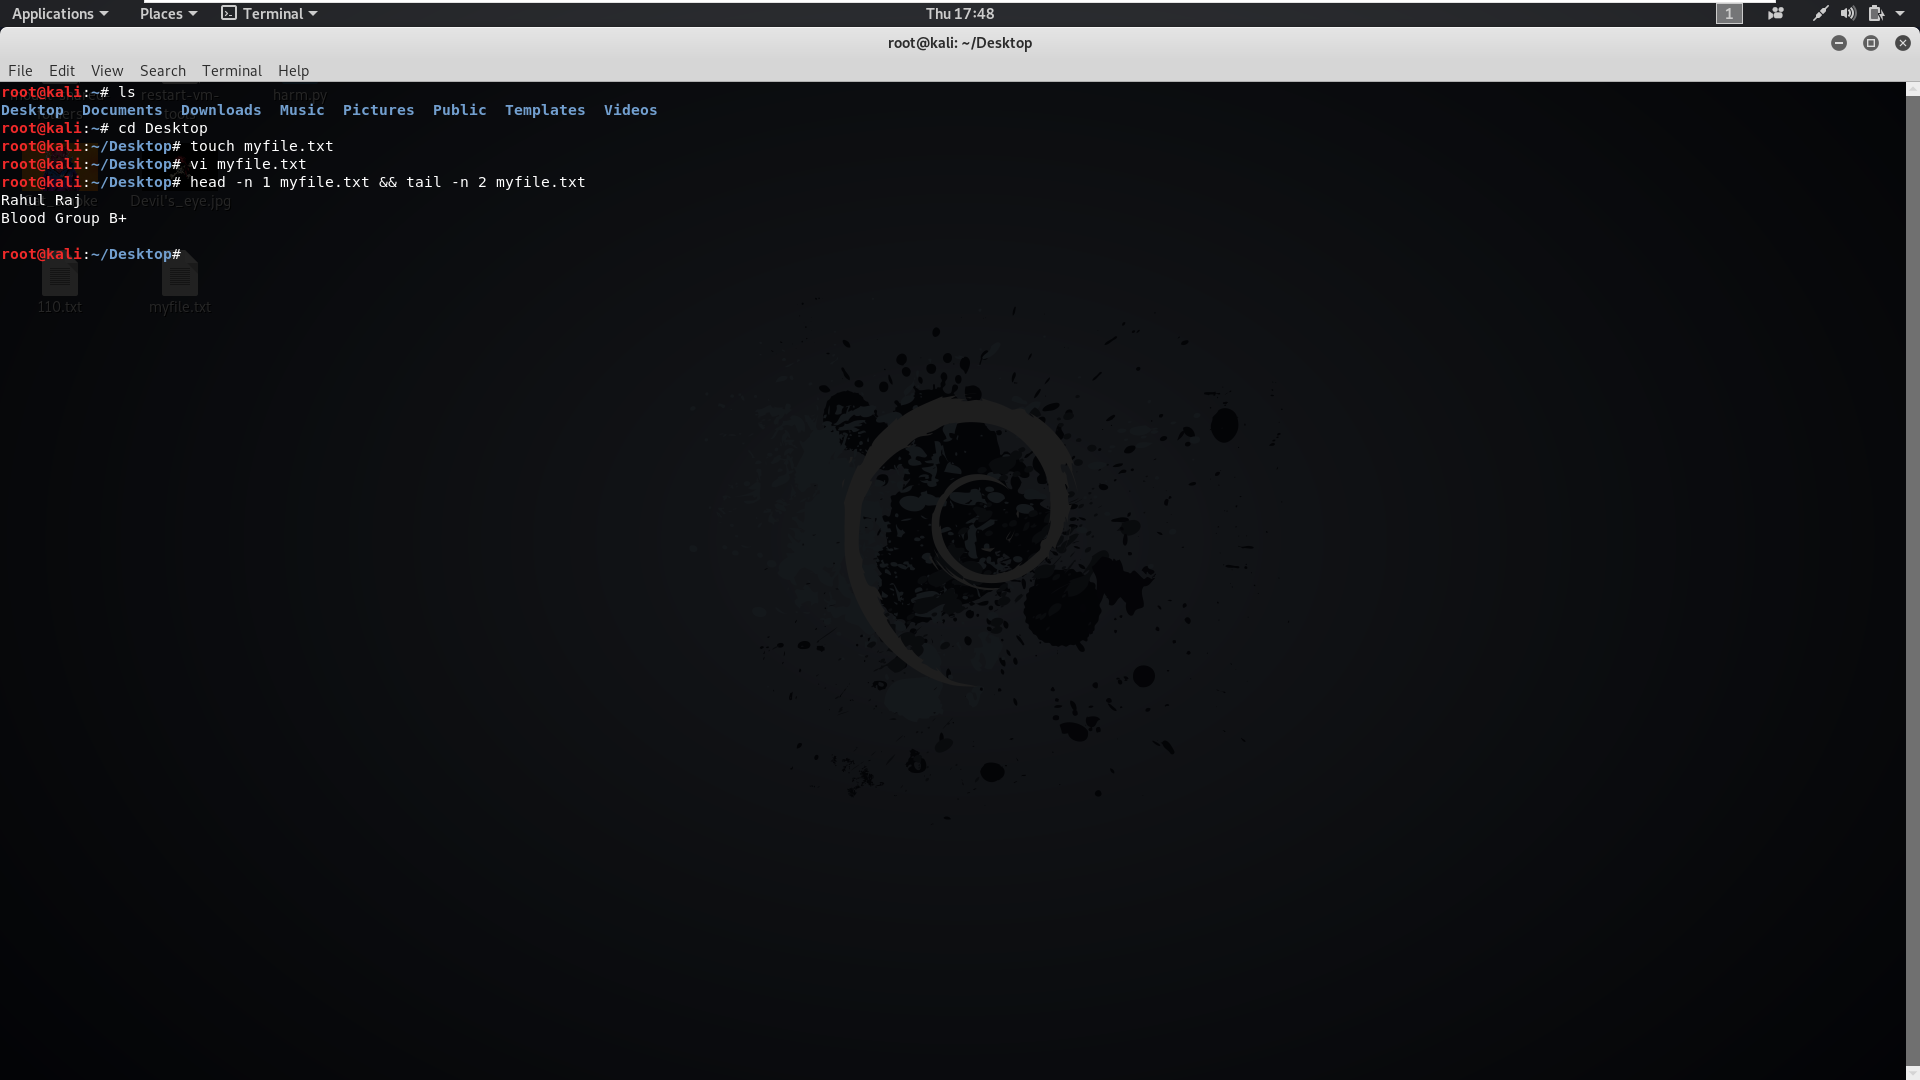 Applications Places Terminal Thu 17:48 1
root@kali: ~/Desktop
File Edit View Search Terminal Help
root@kali:~# ls
Desktop Documents Downloads Music Pictures Public Templates Videos
root@kali:~# cd Desktop
root@kali:~/Desktop# touch myfile.txt
root@kali:~/Desktop# vi myfile.txt
root@kali:~/Desktop# head -n 1 myfile.txt && tail -n 2 myfile.txt
Rahul Raj
Blood Group B+
root@kali:~/Desktop#
restart-vm-
harm.py
Devil's_eye.jpg
110.txt myfile.txt